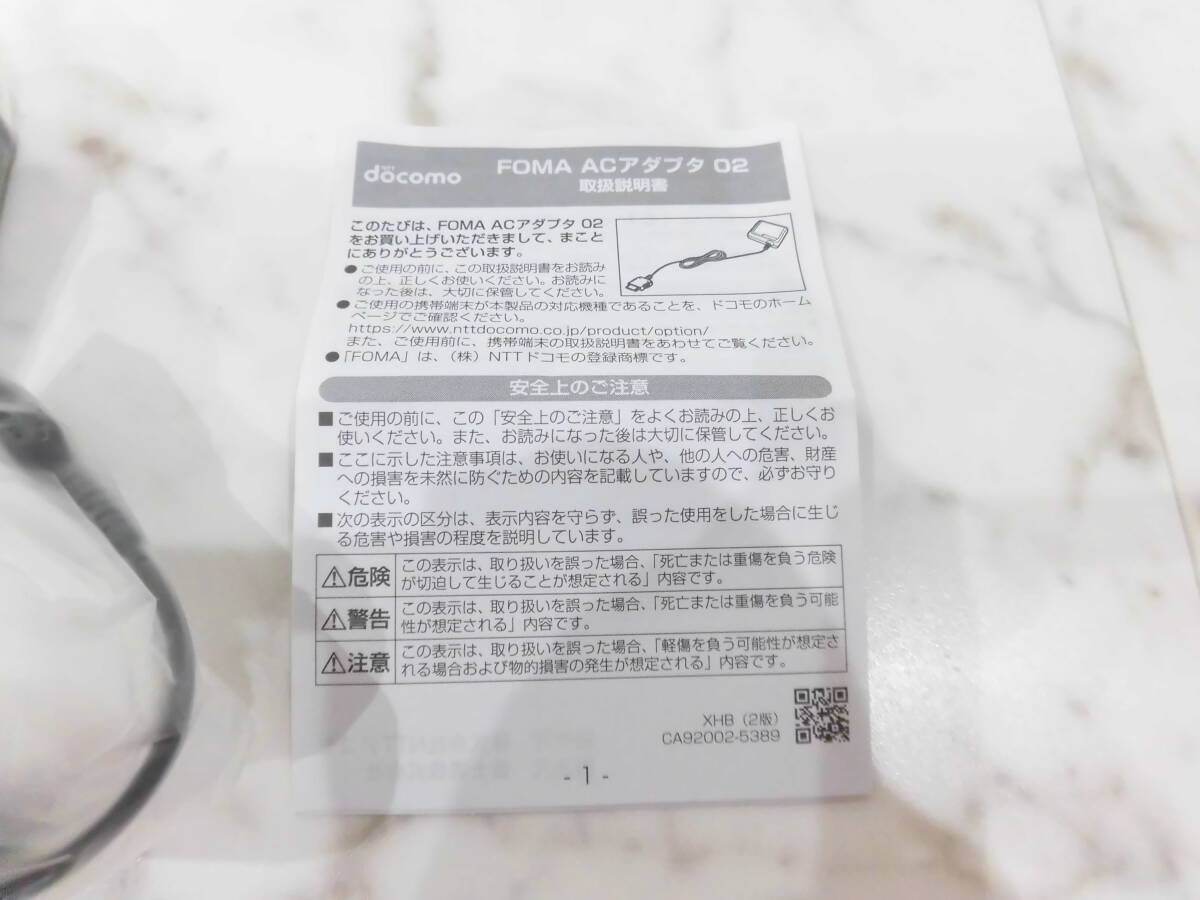 NTT docomo
FOMA ACアダプタ 02
取扱説明書
このたびは、FOMA ACアダプタ 02
をお買い上げいただきまして、まこと
にありがとうございます。
●ご使用の前に、この取扱説明書をお読み
の上、正しくお使いください。お読みに
なった後は、大切に保管してください。
●ご使用の携帯端末が本製品の対応機種であることを、ドコモのホーム
ページでご確認ください。
https://www.nttdocomo.co.jp/product/option/
また、ご使用前に、携帯端末の取扱説明書をあわせてご覧ください。
●「FOMA」は、（株）NTTドコモの登録商標です。
安全上のご注意
■ご使用の前に、この「安全上のご注意」をよくお読みの上、正しくお
使いください。また、お読みになった後は大切に保管してください。
■ここに示した注意事項は、お使いになる人や、他の人への危害、財産
への損害を未然に防ぐための内容を記載していますので、必ずお守り
ください。
■次の表示の区分は、表示内容を守らず、誤った使用をした場合に生じ
る危害や損害の程度を説明しています。
⚠危険
この表示は、取り扱いを誤った場合、「死亡または重傷を負う危険
が切迫して生じることが想定される」内容です。
⚠警告
この表示は、取り扱いを誤った場合、「死亡または重傷を負う可能
性が想定される」内容です。
⚠注意
この表示は、取り扱いを誤った場合、「軽傷を負う可能性が想定さ
れる場合および物的損害の発生が想定される」内容です。
XHB（2版）
CA92002-5389
- 1 -